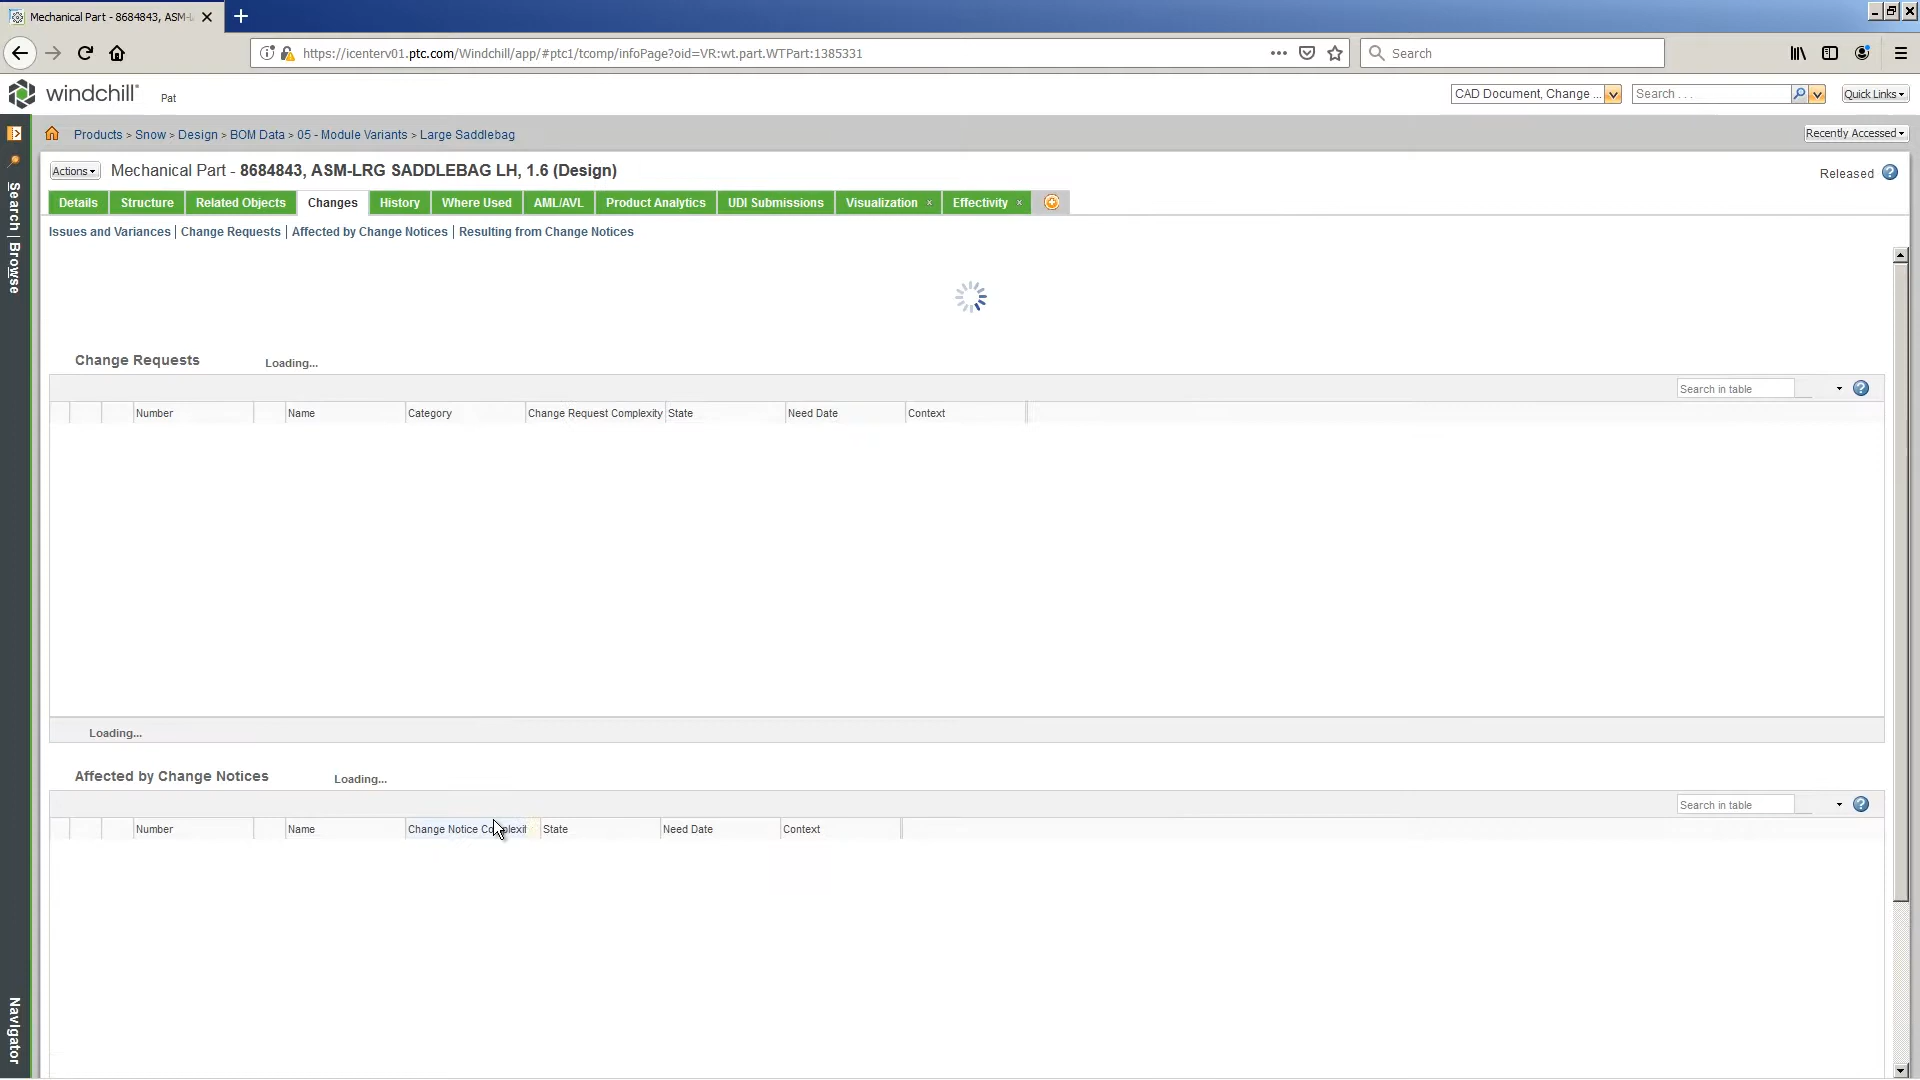 Mechanical Part - 8684843, ASM-L
https://icenterv01.ptc.com/Windchill/app/#ptc1/tcomp/infoPage?oid=VR:wt.part.WTPart:1385331
Search
windchill
Pat
CAD Document, Change ...
Search . . .
Quick Links
Products > Snow > Design > BOM Data > 05 - Module Variants > Large Saddlebag
Recently Accessed
Actions
Mechanical Part - 8684843, ASM-LRG SADDLEBAG LH, 1.6 (Design)
Released
Details
Structure
Related Objects
Changes
History
Where Used
AML/AVL
Product Analytics
UDI Submissions
Visualization
Effectivity
Search | Browse
Issues and Variances | Change Requests | Affected by Change Notices | Resulting from Change Notices
Change Requests
Loading...
Search in table
Number
Name
Category
Change Request Complexity
State
Need Date
Context
Loading...
Affected by Change Notices
Loading...
Search in table
Number
Name
Change Notice Complexit
State
Need Date
Context
Navigator